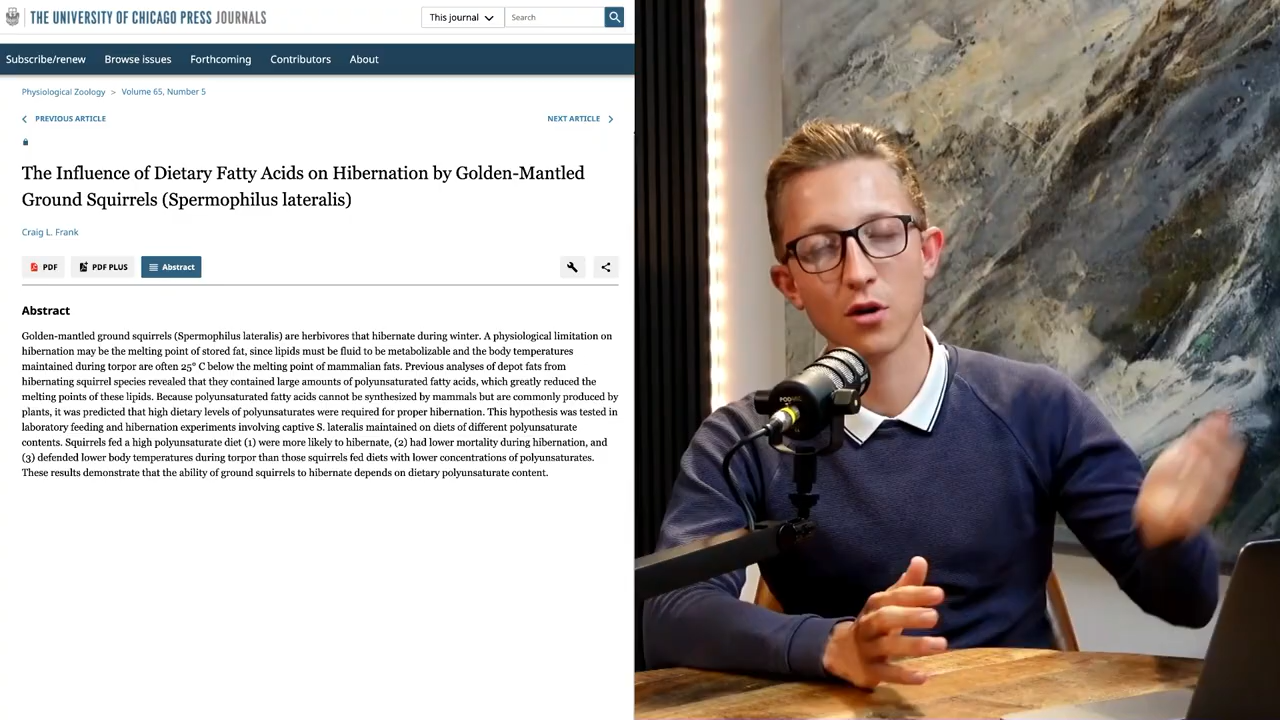 THE UNIVERSITY OF CHICAGO PRESS JOURNALS
This journal
Search
Subscribe/renew
Browse issues
Forthcoming
Contributors
About
Physiological Zoology > Volume 65, Number 5
PREVIOUS ARTICLE
NEXT ARTICLE
The Influence of Dietary Fatty Acids on Hibernation by Golden-Mantled
Ground Squirrels (Spermophilus lateralis)
Craig L. Frank
PDF
PDF PLUS
Abstract
Abstract
Golden-mantled ground squirrels (Spermophilus lateralis) are herbivores that hibernate during winter. A physiological limitation on
hibernation may be the melting point of stored fat, since lipids must be fluid to be metabolizable and the body temperatures
maintained during torpor are often 25° C below the melting point of mammalian fats. Previous analyses of depot fats from
hibernating squirrel species revealed that they contained large amounts of polyunsaturated fatty acids, which greatly reduced the
melting points of these lipids. Because polyunsaturated fatty acids cannot be synthesized by mammals but are commonly produced by
plants, it was predicted that high dietary levels of polyunsaturates were required for proper hibernation. This hypothesis was tested in
laboratory feeding and hibernation experiments involving captive S. lateralis maintained on diets of different polyunsaturate
contents. Squirrels fed a high polyunsaturate diet (1) were more likely to hibernate, (2) had lower mortality during hibernation, and
(3) defended lower body temperatures during torpor than those squirrels fed diets with lower concentrations of polyunsaturates.
These results demonstrate that the ability of ground squirrels to hibernate depends on dietary polyunsaturate content.